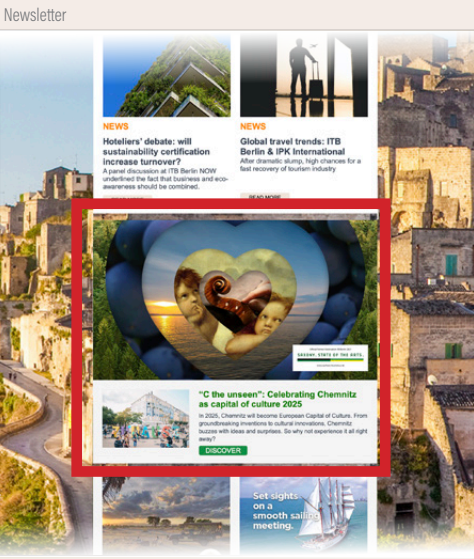 Newsletter
NEWS
Hoteliers' debate: will
sustainability certification
increase turnover?
A panel discussion at ITB Berlin NOW
underlined the fact that business and eco-
awareness should be combined.
NEWS
Global travel trends: ITB
Berlin & IPK International
After dramatic slump, high chances for a
fast recovery of tourism industry
READ MORE
SAXONY. STATE OF THE ARTS.
"C the unseen": Celebrating Chemnitz
as capital of culture 2025
In 2025, Chemnitz will become European Capital of Culture. From
groundbreaking inventions to cultural innovations, Chemnitz
buzzes with ideas and surprises. So why not experience it all right
away?
DISCOVER
Set sights
on a
smooth sailing
meeting.